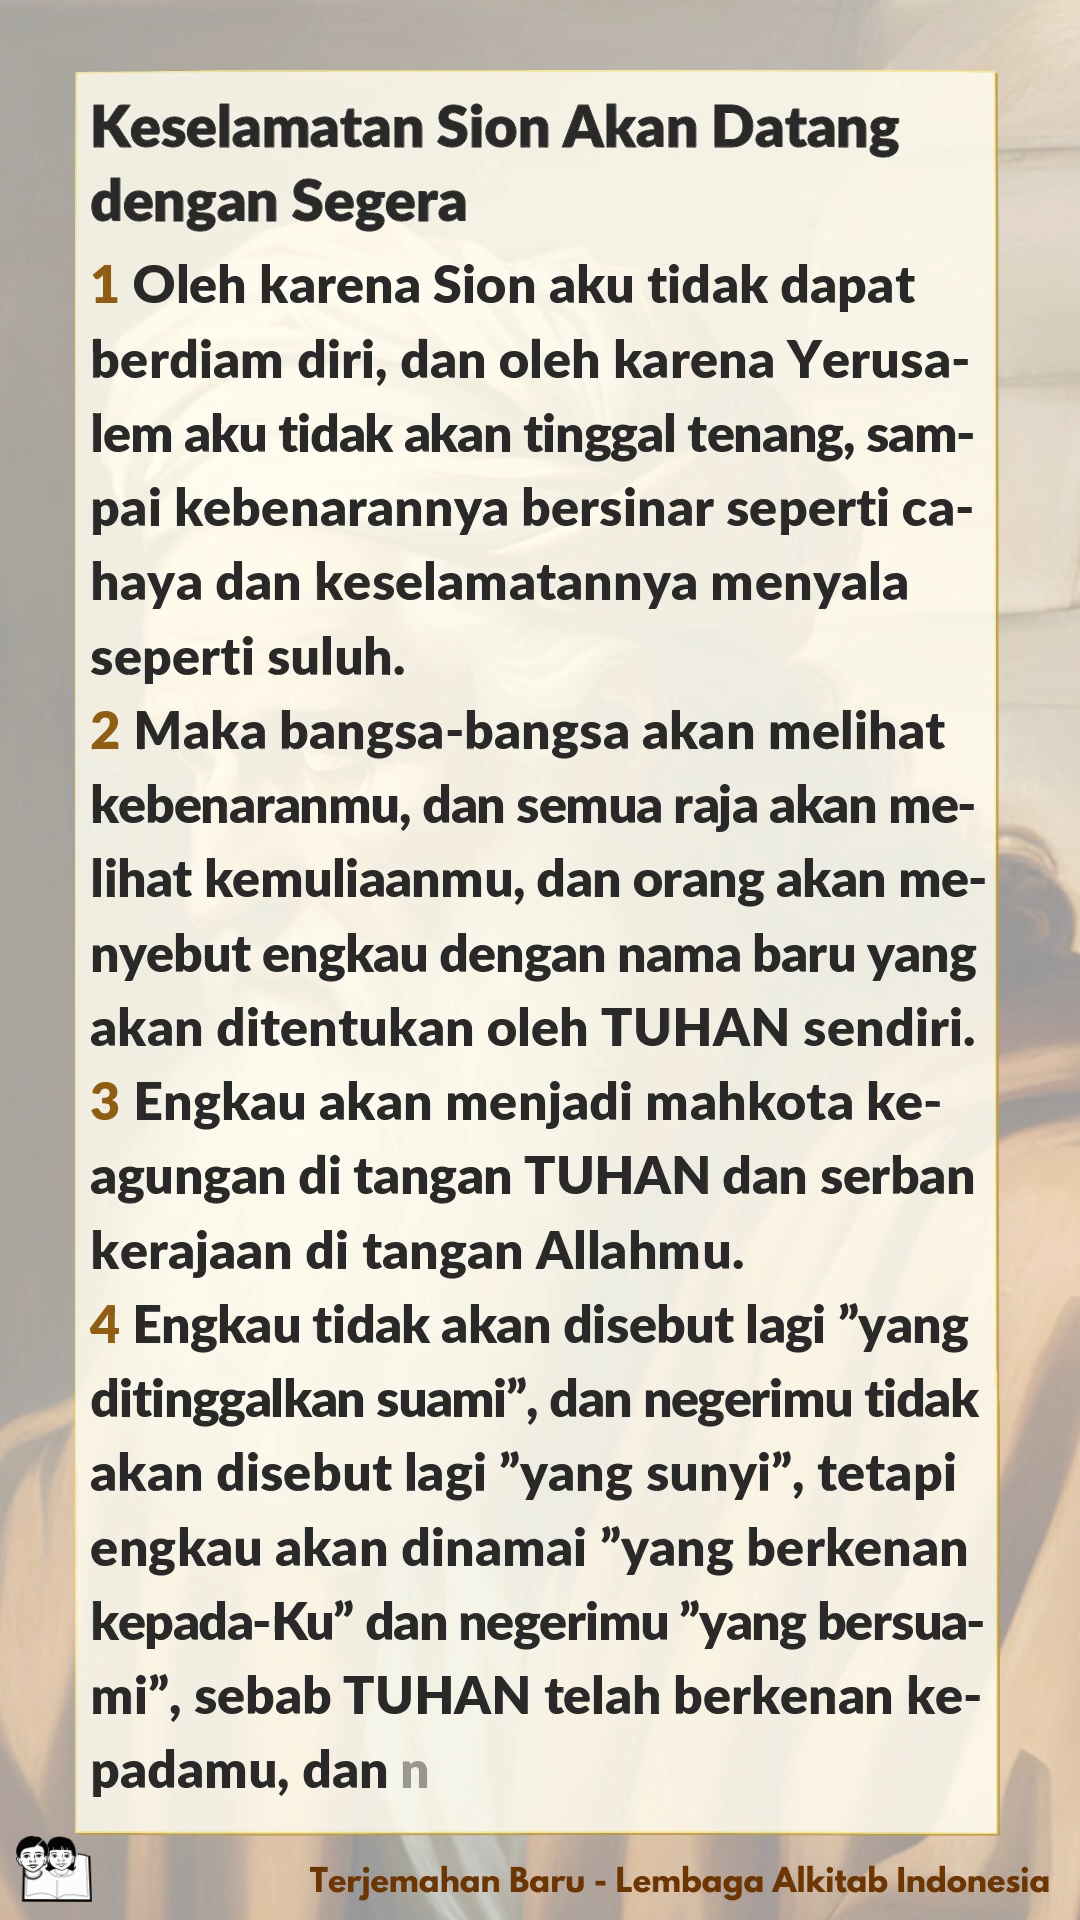 Keselamatan Sion Akan Datang
dengan Segera
1 Oleh karena Sion aku tidak dapat
berdiam diri, dan oleh karena Yerusa-
lem aku tidak akan tinggal tenang, sam-
pai kebenarannya bersinar seperti ca-
haya dan keselamatannya menyala
seperti suluh.
2 Maka bangsa-bangsa akan melihat
kebenaranmu, dan semua raja akan me-
lihat kemuliaanmu, dan orang akan me-
nyebut engkau dengan nama baru yang
akan ditentukan oleh TUHAN sendiri.
3 Engkau akan menjadi mahkota ke-
agungan di tangan TUHAN dan serban
kerajaan di tangan Allahmu.
4 Engkau tidak akan disebut lagi ”yang
ditinggalkan suami”, dan negerimu tidak
akan disebut lagi ”yang sunyi”, tetapi
engkau akan dinamai ”yang berkenan
kepada-Ku” dan negerimu ”yang bersua-
mi”, sebab TUHAN telah berkenan ke-
padamu, dan n
Terjemahan Baru - Lembaga Alkitab Indonesia